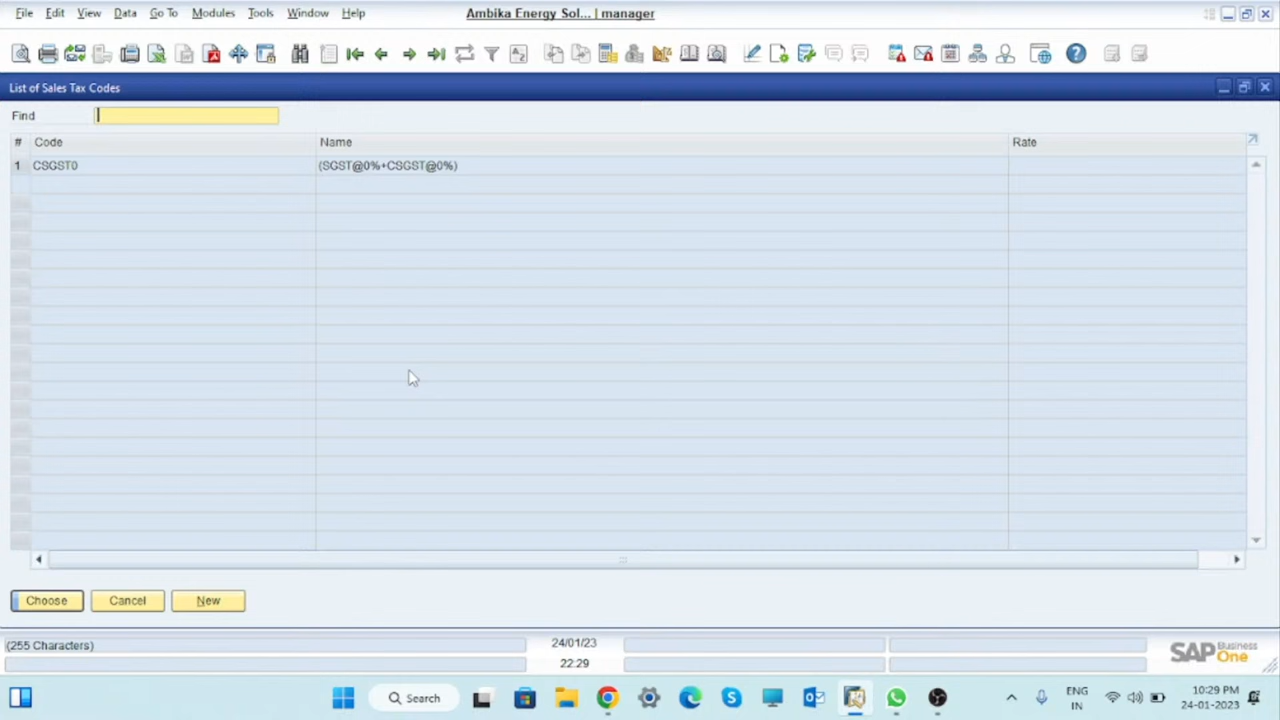 File Edit View Data Go To Modules Tools Window Help Ambika Energy Sol... | manager
List of Sales Tax Codes
Find
# Code Name Rate
1 CSGST0 (SGST@0%+CSGST@0%)
Choose Cancel New
(255 Characters) 24/01/23
22:29
SAP Business One
Search
ENG
IN
10:29 PM
24-01-2023